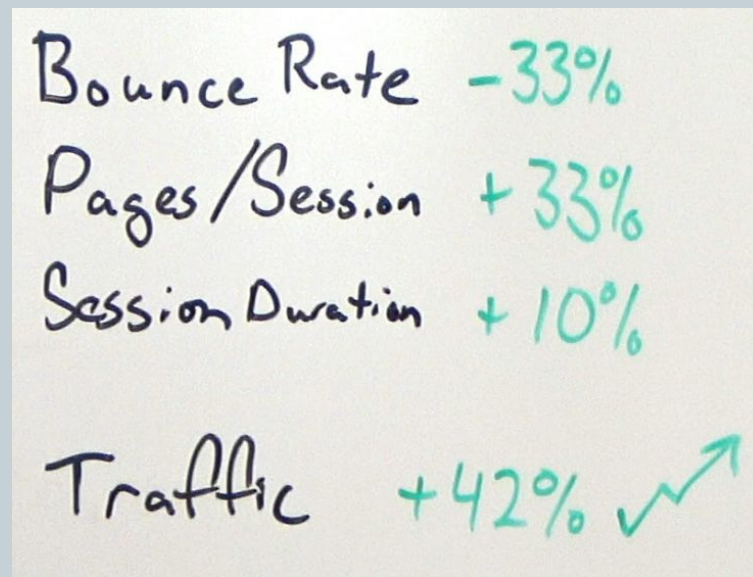 Bounce Rate -33%
Pages/Session +33%
Session Duration +10%
Traffic +42%